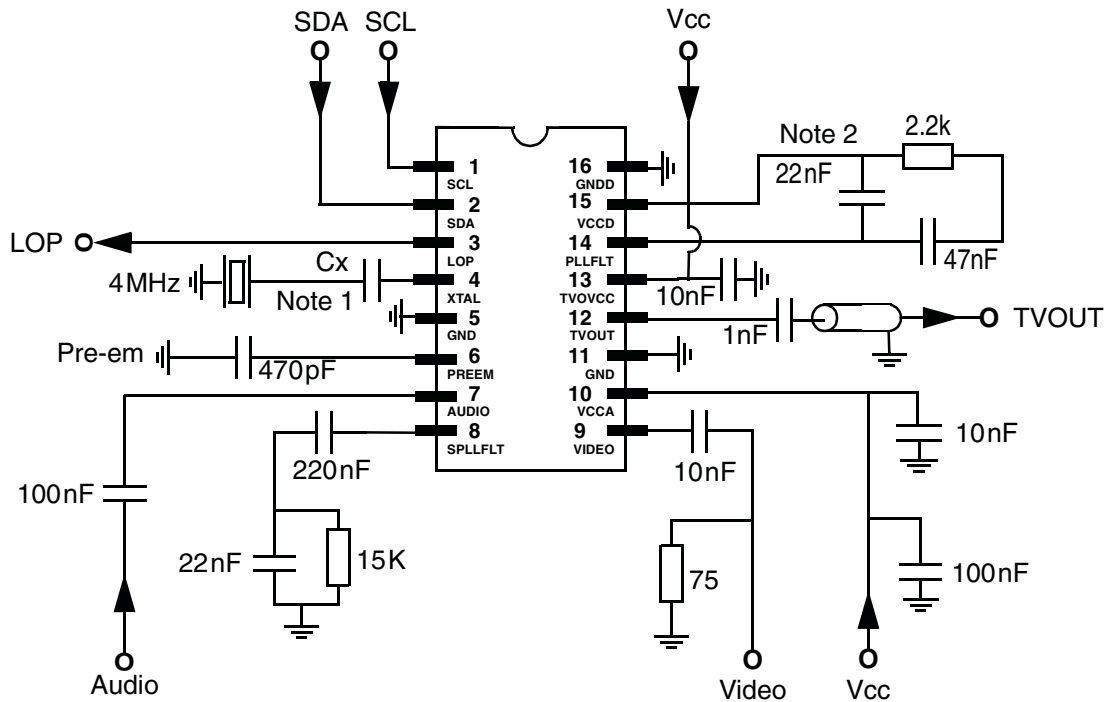 SDA SCL
Vcc
Note 2
2.2k
22nF
47nF
1
SCL
2
SDA
3
LOP
4
XTAL
5
GND
6
PREEM
7
AUDIO
8
SPLLFLT
16
GNDD
15
VCCD
14
PLLFLT
13
TVOVCC
12
TVOUT
11
GND
10
VCCA
9
VIDEO
LOP
4MHz
Cx
Note 1
10nF
1nF
TVOUT
Pre-em
470pF
220nF
10nF
10nF
100nF
22nF
15K
75
100nF
Audio
Video
Vcc